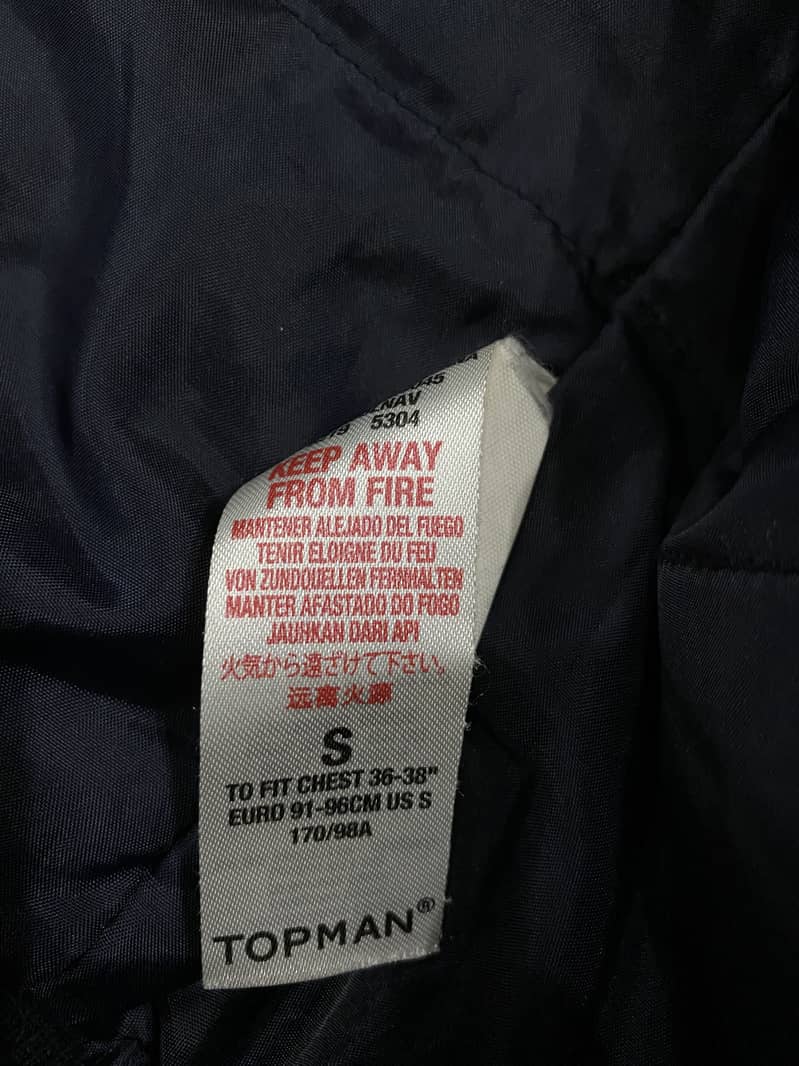 5304
KEEP AWAY
FROM FIRE
MANTENER ALEJADO DEL FUEGO
TENIR ELOIGNE DU FEU
VON ZUNDQUELLEN FERNHALTEN
MANTER AFASTADO DO FOGO
JAUHKAN DARI API
火気から遠ざけて下さい。
远离火源
S
TO FIT CHEST 36-38"
EURO 91-96CM US S
170/98A
TOPMAN®